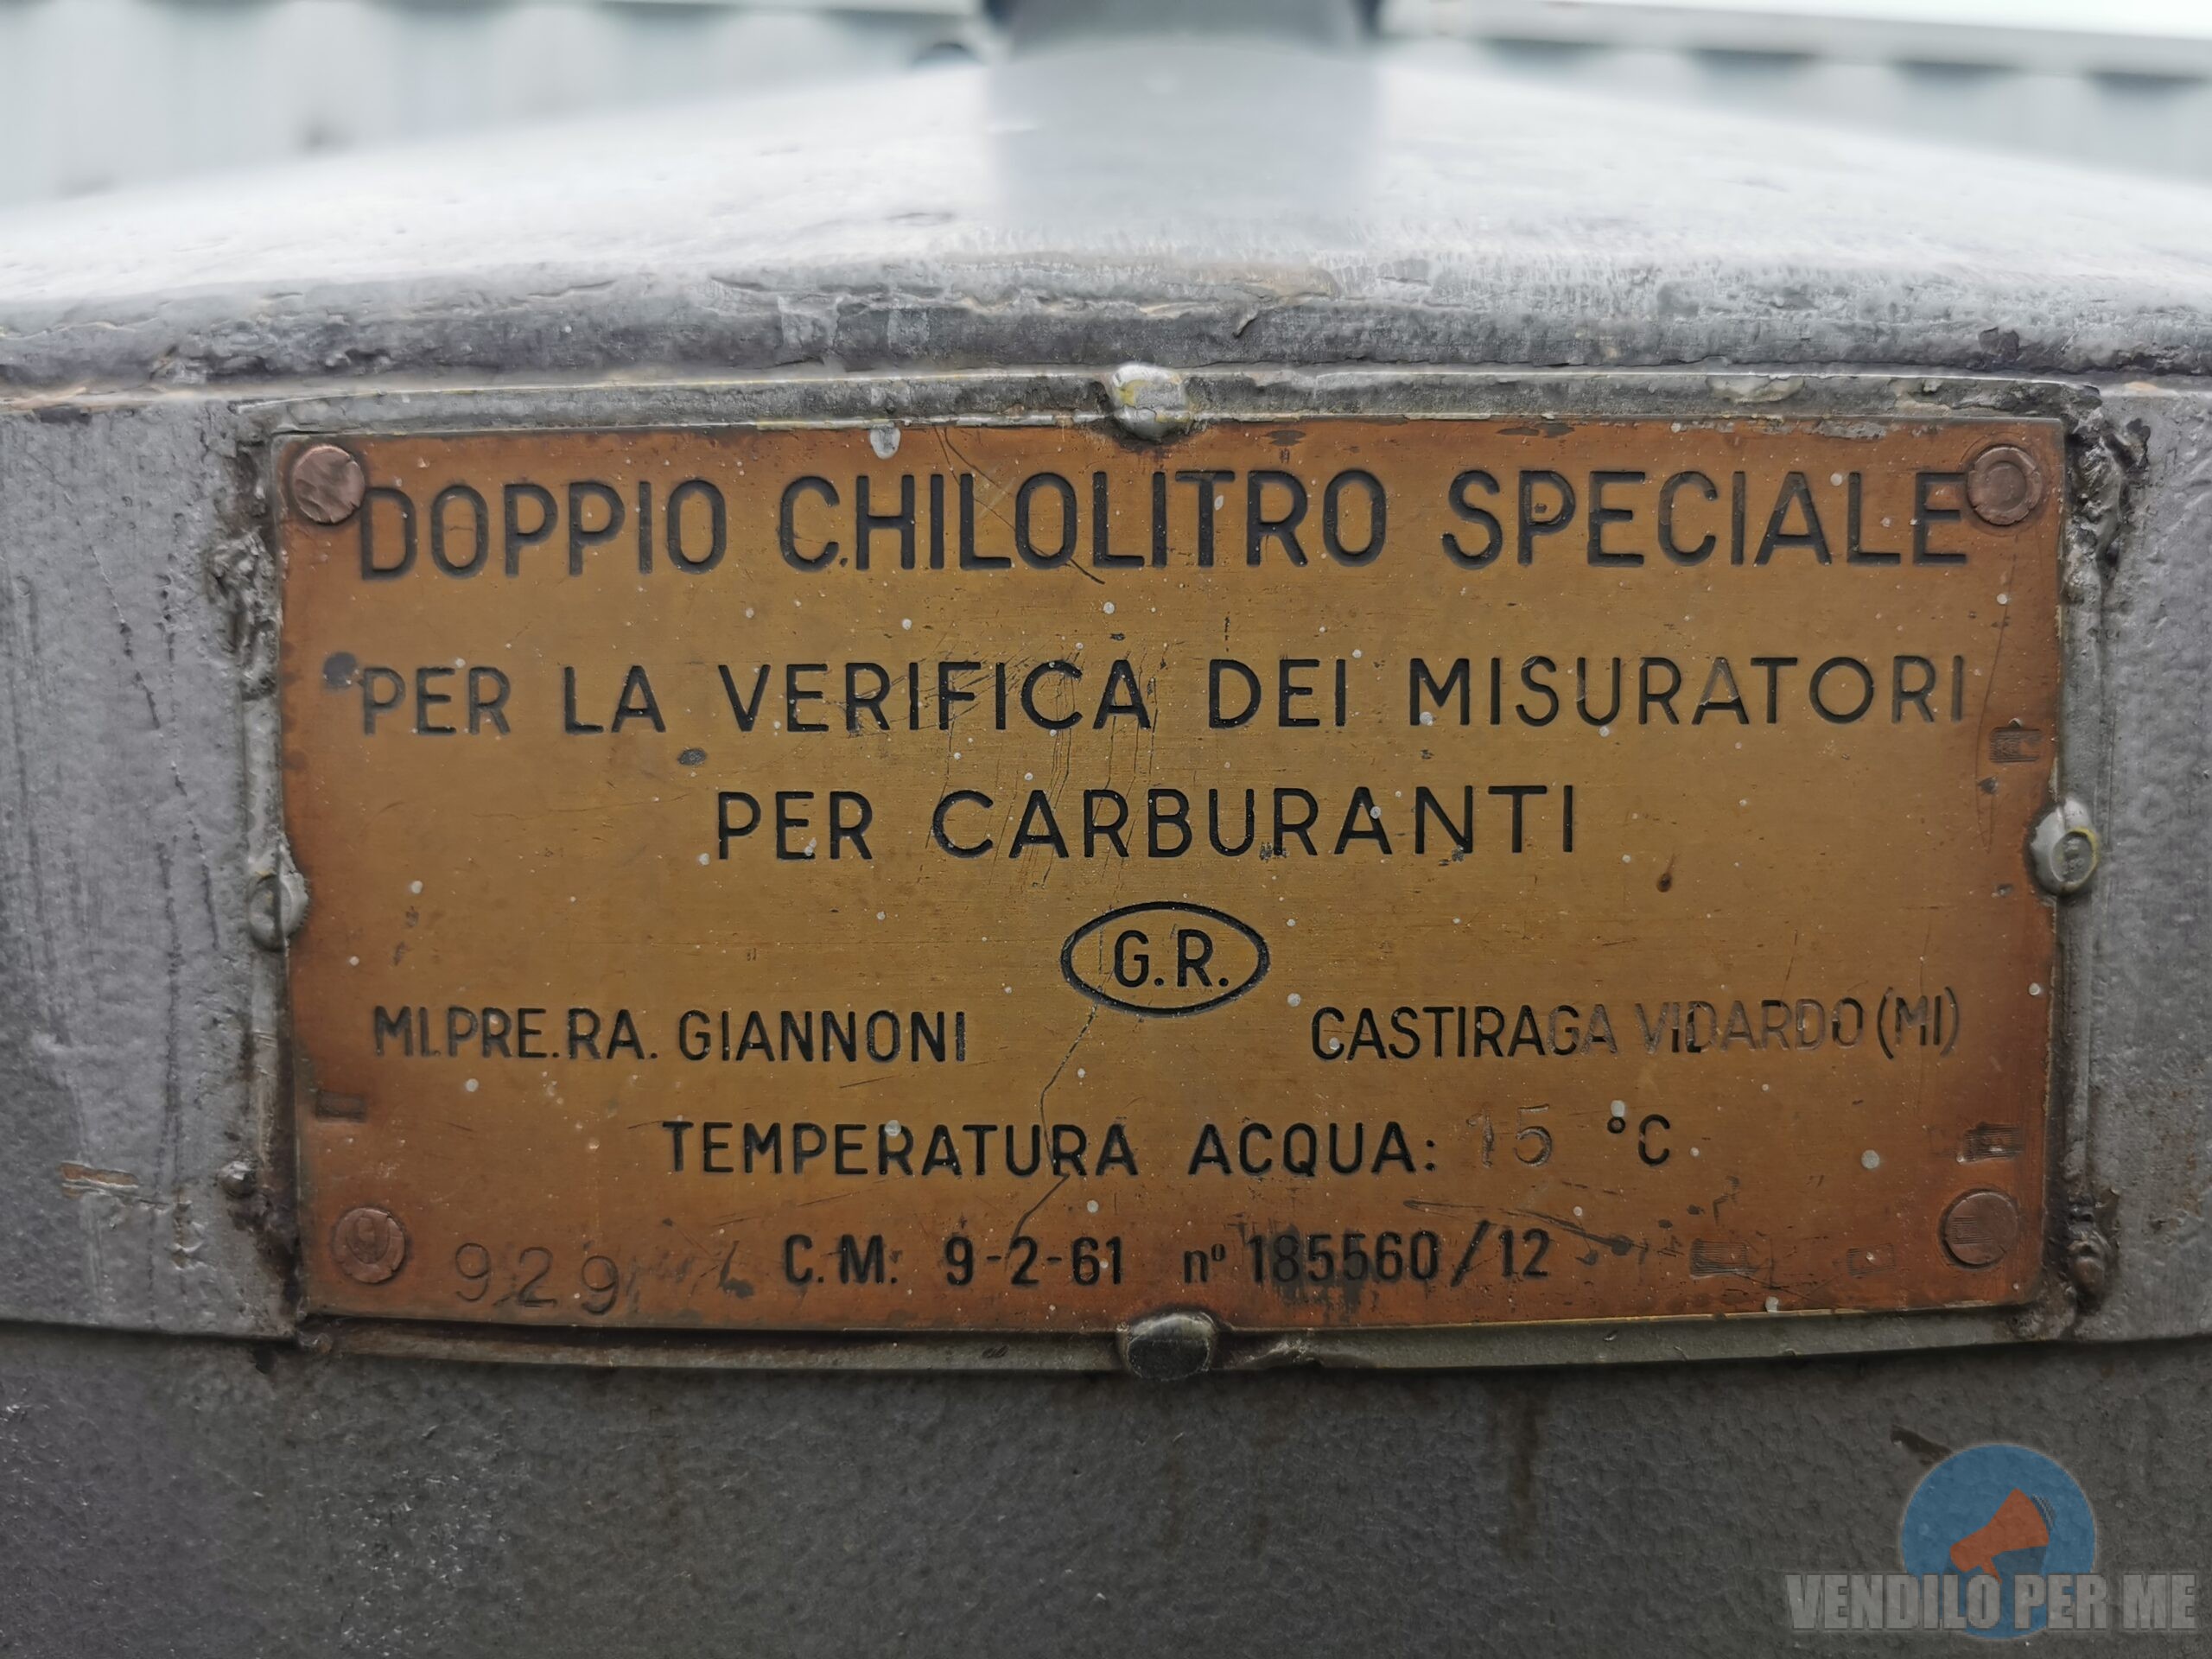 DOPPIO CHILOLITRO SPECIALE
PER LA VERIFICA DEI MISURATORI
PER CARBURANTI
G.R.
MI.PRE.RA. GIANNONI CASTIRAGA VIDARDO (MI)
TEMPERATURA ACQUA: 15 °C
929 C.M. 9-2-61 nº 185560/12
VENDILO PER ME